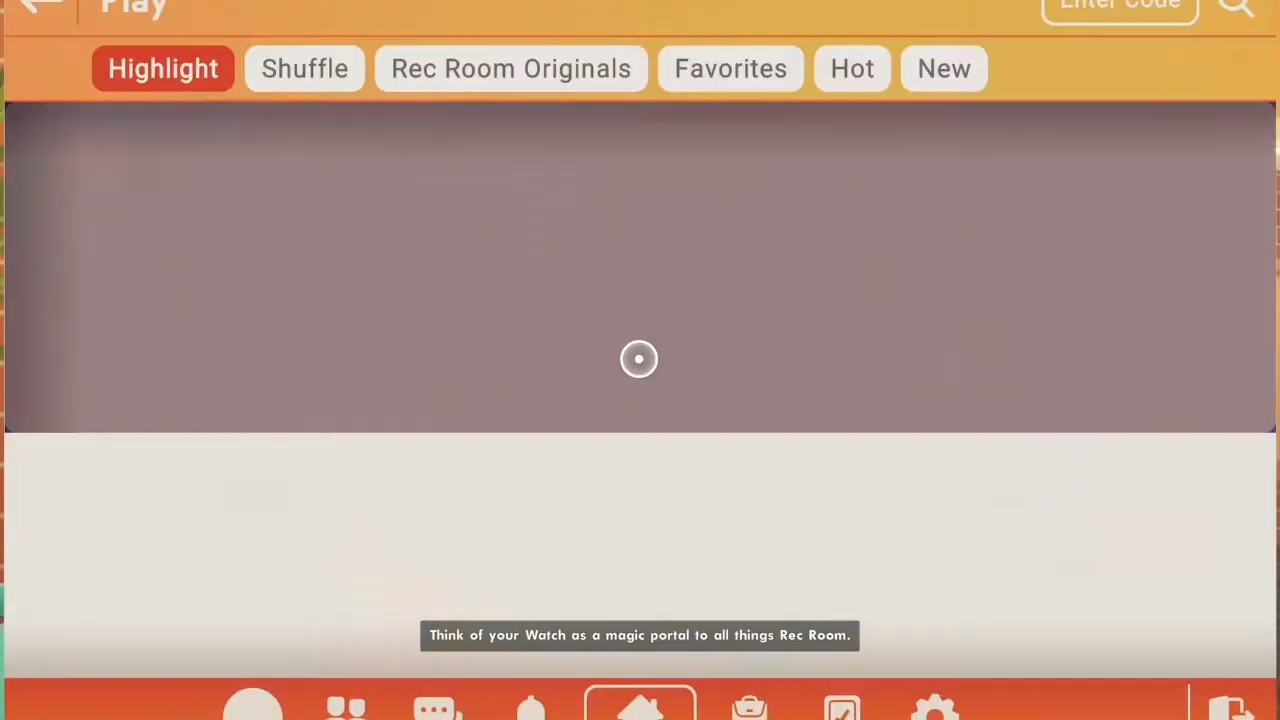 Play
Enter Code
Highlight
Shuffle
Rec Room Originals
Favorites
Hot
New
Think of your Watch as a magic portal to all things Rec Room.